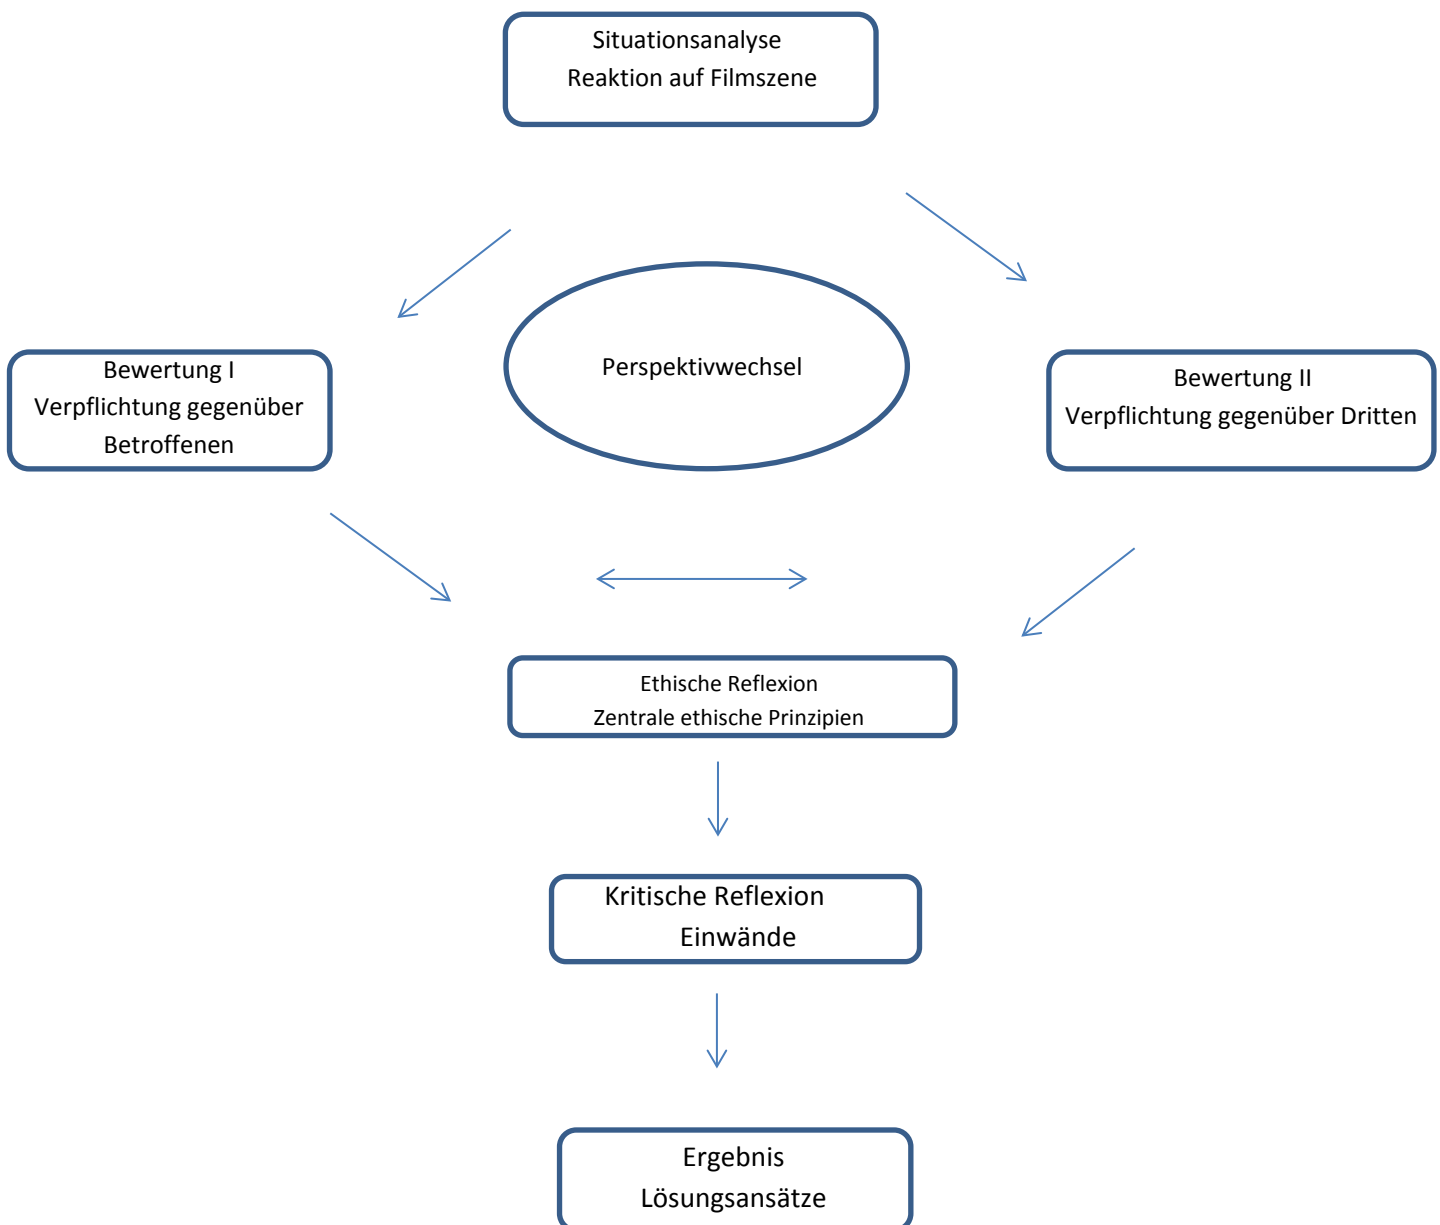 Situationsanalyse
Reaktion auf Filmszene
Perspektivwechsel
Bewertung I
Verpflichtung gegenüber
Betroffenen
Bewertung II
Verpflichtung gegenüber Dritten
Ethische Reflexion
Zentrale ethische Prinzipien
Kritische Reflexion
Einwände
Ergebnis
Lösungsansätze